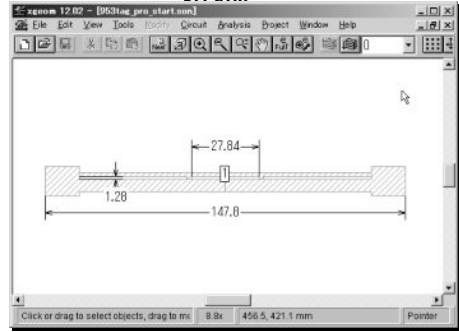 xgeom 12.02 - [953tag_pro_start.son]
File Edit View Tools Modify Circuit Analysis Project Window Help
0
27.84
1
1.28
147.8
Click or drag to select objects, drag to mo 8.8x 456.5, 421.1 mm Pointer